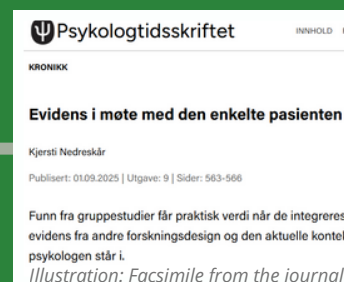 Psykologtidsskriftet
INNHOLD
KRONIKK
Evidens i møte med den enkelte pasienten
Kjersti Nedreskår
Publisert: 01.09.2025 | Utgave: 9 | Sider: 563-566
Funn fra gruppestudier får praktisk verdi når de integreres
evidens fra andre forskningsdesign og den aktuelle
psykologen står i.
Illustration: Facsimile from the journal